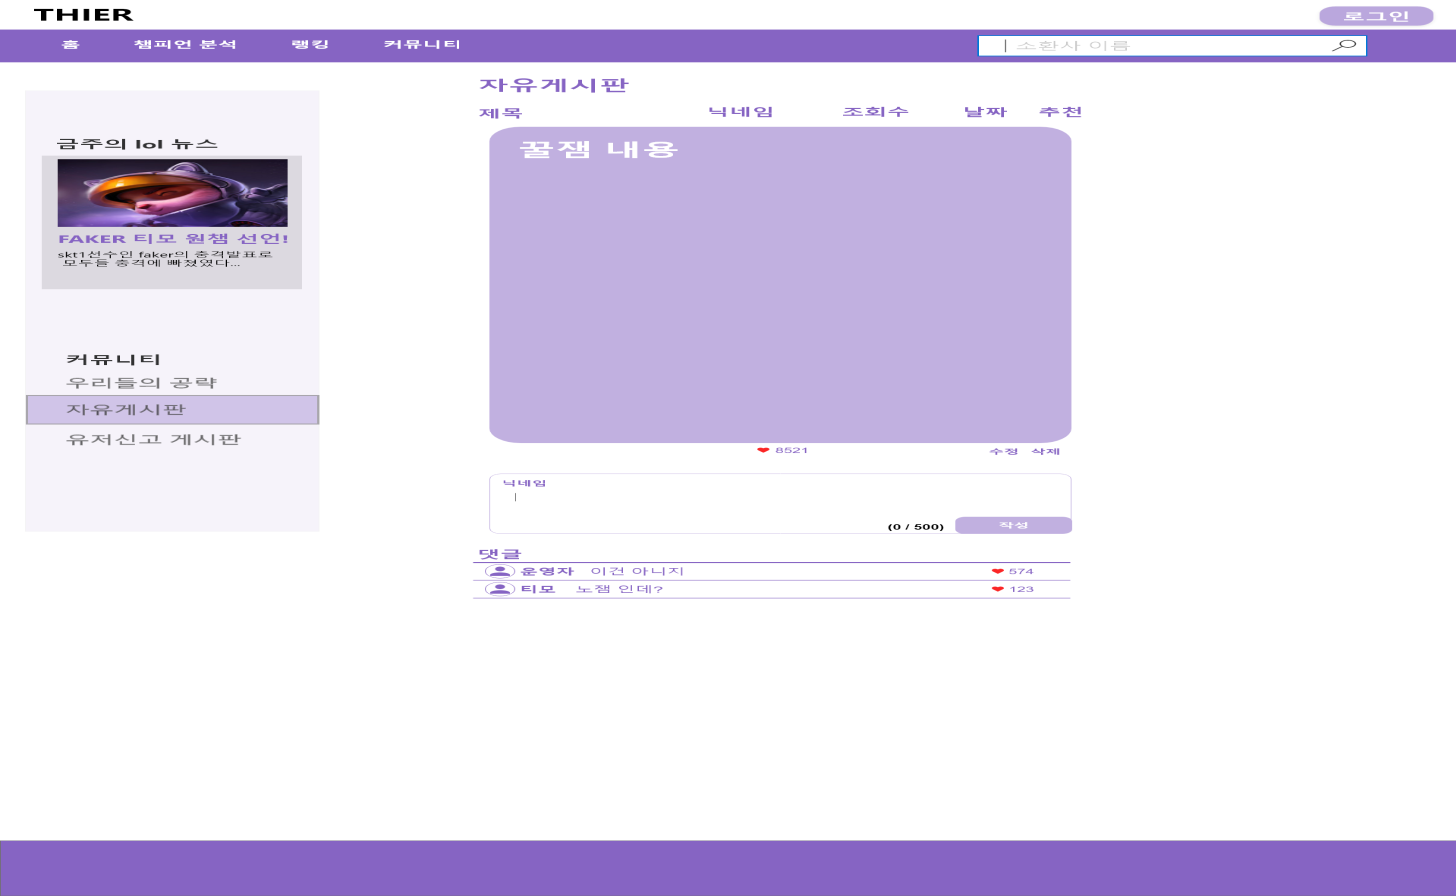 THIER
로그인
홈 챔피언 분석 랭킹 커뮤니티
소환사 이름
자유게시판
제목 닉네임 조회수 날짜 추천
금주의 lol 뉴스
FAKER 티모 원챔 선언!
skt1선수인 faker의 충격발표로
모두들 충격에 빠졌였다...
커뮤니티
우리들의 공략
자유게시판
유저신고 게시판
꿀잼 내용
8521
수정 삭제
닉네임
(0 / 500)
작성
댓글
운영자 이건 아니지 574
티모 노잼 인데? 123